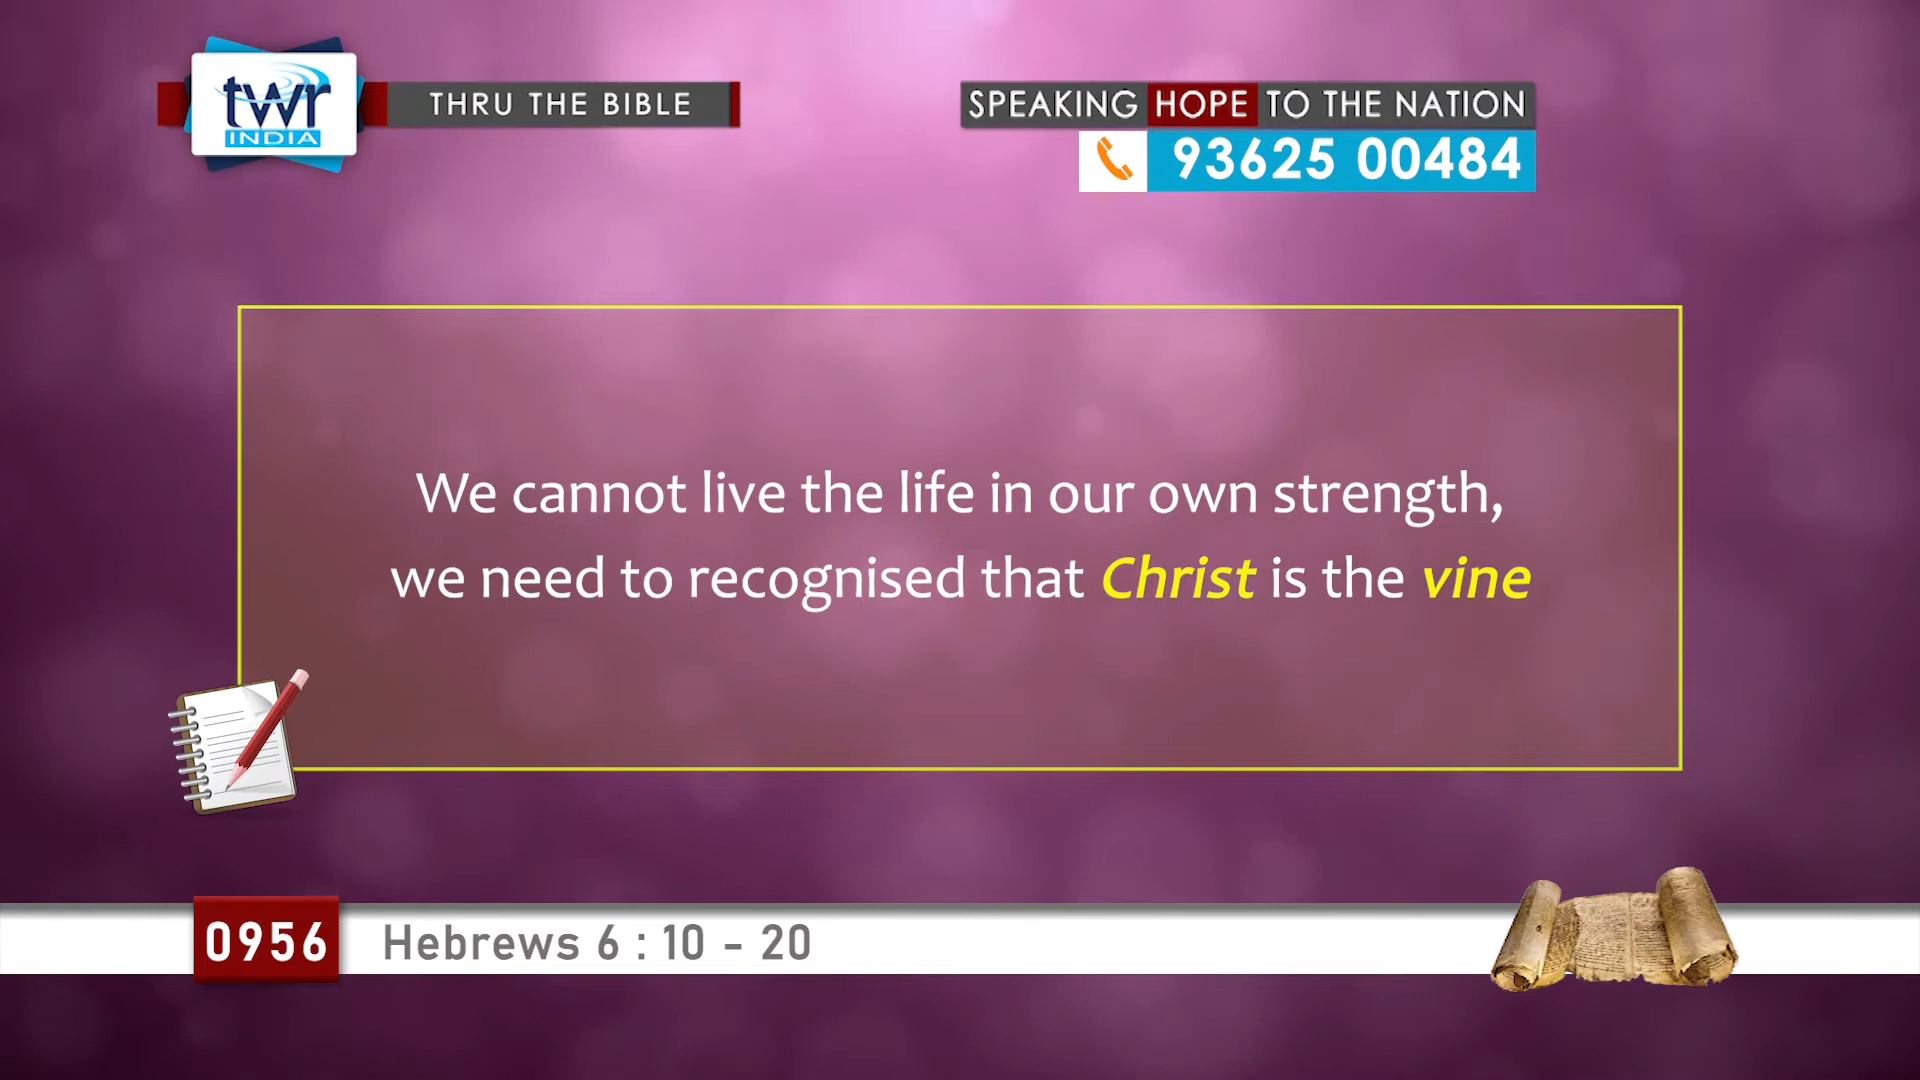 twr
INDIA
THRU THE BIBLE
SPEAKING HOPE TO THE NATION
93625 00484
We cannot live the life in our own strength,
we need to recognised that Christ is the vine
0956
Hebrews 6 : 10 - 20